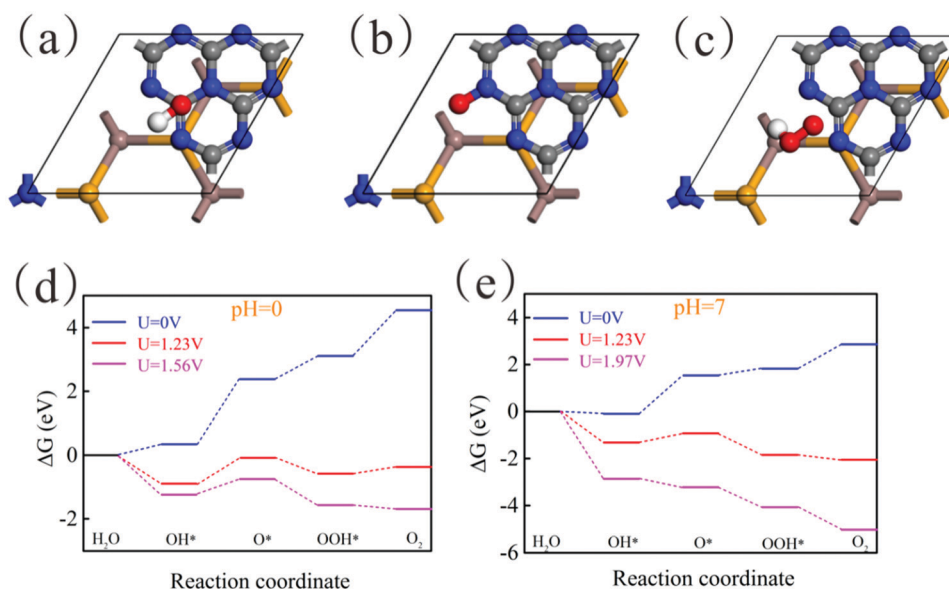 (a)
(b)
(c)
(d)
pH=0
U=0V
U=1.23V
U=1.56V
ΔG (eV)
4
2
0
-2
H₂O
OH*
O*
OOH*
O₂
Reaction coordinate
(e)
pH=7
U=0V
U=1.23V
U=1.97V
ΔG (eV)
4
2
0
-2
-4
-6
H₂O
OH*
O*
OOH*
O₂
Reaction coordinate